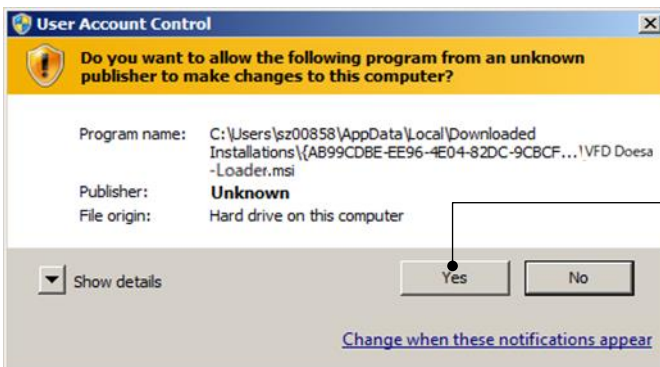 User Account Control
Do you want to allow the following program from an unknown
publisher to make changes to this computer?
Program name: C:\Users\sz00858\AppData\Local\Downloaded
Installations\{AB99CDBE-EE96-4E04-82DC-9CBCF...\VFD Doesa
-Loader.msi
Publisher: Unknown
File origin: Hard drive on this computer
Show details Yes No
Change when these notifications appear